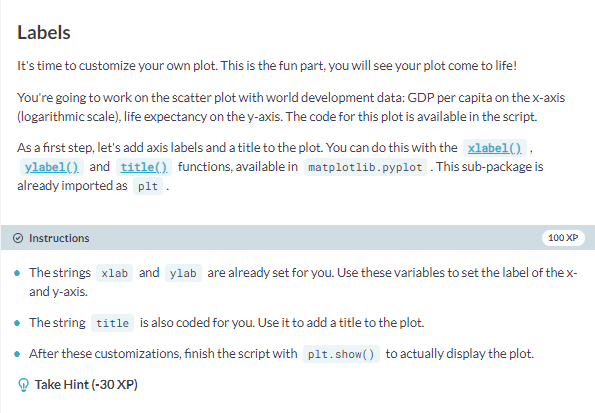 Labels
It's time to customize your own plot. This is the fun part, you will see your plot come to life!
You're going to work on the scatter plot with world development data: GDP per capita on the x-axis
(logarithmic scale), life expectancy on the y-axis. The code for this plot is available in the script.
As a first step, let's add axis labels and a title to the plot. You can do this with the xlabel() ,
ylabel() and title() functions, available in matplotlib.pyplot . This sub-package is
already imported as plt .
Instructions 100 XP
The strings xlab and ylab are already set for you. Use these variables to set the label of the x-
and y-axis.
The string title is also coded for you. Use it to add a title to the plot.
After these customizations, finish the script with plt.show() to actually display the plot.
Take Hint (-30 XP)